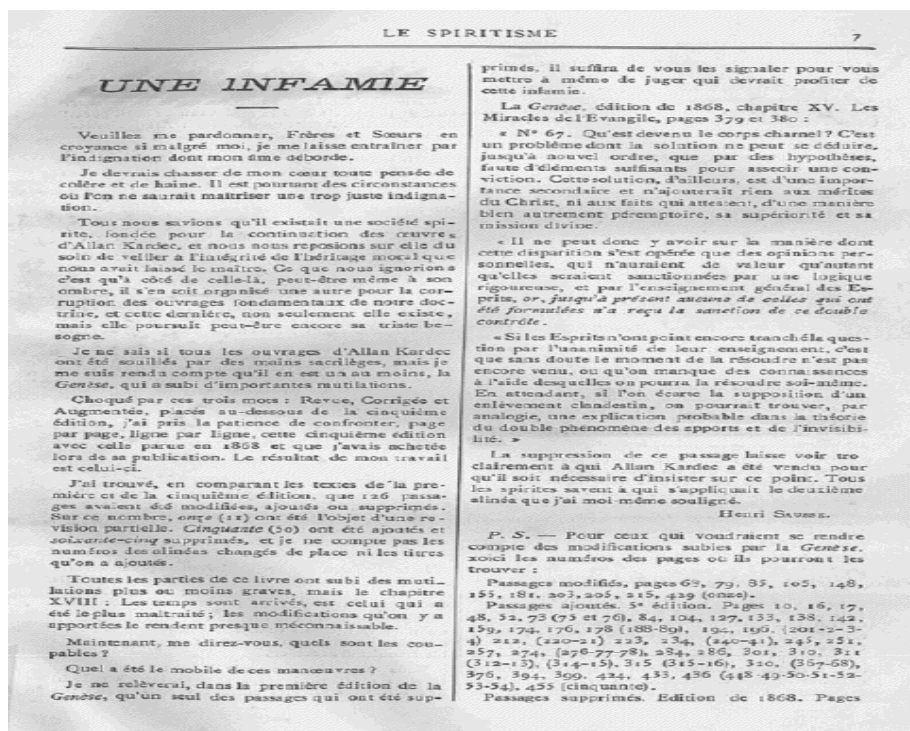 LE SPIRITISME
7
UNE INFAMIE
Veuillez me pardonner, Frères et Sœurs en
croyance si malgré moi, je me laisse entraîner par
l'indignation dont mon âme déborde.
Je devrais chasser de mon cœur toute pensée de
colère et de haine. Il est pourtant des circonstances
où l'on ne saurait maîtriser une trop juste indigna-
tion.
Tous nous savions qu'il existait une société spi-
rite, fondée pour la continuation des œuvres
d'Allan Kardec, et nous nous reposions sur elle du
soin de veiller à l'intégrité de l'héritage moral que
nous avait laissé le maître. Ce que nous ignorions
c'est qu'à côté de celle-là, peut-être même à son
ombre, il s'en soit organisé une autre pour la cor-
ruption des ouvrages fondamentaux de notre doc-
trine, et cette dernière, non seulement elle existe,
mais elle poursuit peut-être encore sa triste be-
sogne.
Je ne sais si tous les ouvrages d'Allan Kardec
ont été souillés par des mains sacrilèges, mais je
me suis rendu compte qu'il en est un au moins, la
Genèse, qui a subi d'importantes mutilations.
Choqué par ces trois mots : Revue, Corrigée et
Augmentée, placés au-dessous de la cinquième
édition, j'ai pris la patience de confronter, page
par page, ligne par ligne, cette cinquième édition
avec celle parue en 1868 et que j'avais achetée
lors de sa publication. Le résultat de mon travail
est celui-ci.
J'ai trouvé, en comparant les textes de la pre-
mière et de la cinquième édition, que 126 passa-
ges avaient été modifiés, ajoutés ou supprimés.
Sur ce nombre, onze (11) ont été l'objet d'une re-
vision partielle. Cinquante (50) ont été ajoutés et
soixante-cinq supprimés, et je ne compte pas les
numéros des alinéas changés de place ni les titres
qu'on a ajoutés.
Toutes les parties de ce livre ont subi des muti-
lations plus ou moins graves, mais le chapitre
XVIII : Les temps sont arrivés, est celui qui a
été le plus maltraité ; les modifications qu'on y a
apportées le rendent presque méconnaissable.
Maintenant, me direz-vous, quels sont les cou-
pables ?
Quel a été le mobile de ces manœuvres ?
Je ne relèverai, dans la première édition de la
Genèse, qu'un seul des passages qui ont été sup-
primés, il suffira de vous les signaler pour vous
mettre à même de juger qui devrait profiter de
cette infamie.
La Genèse, édition de 1868, chapitre XV. Les
Miracles de l'Evangile, pages 379 et 380 :
« N° 67. Qu'est devenu le corps charnel ? C'est
un problème dont la solution ne peut se déduire,
jusqu'à nouvel ordre, que par des hypothèses,
faute d'éléments suffisants pour asseoir une con-
viction. Cette solution, d'ailleurs, est d'une impor-
tance secondaire et n'ajouterait rien aux mérites
du Christ, ni aux faits qui attestent, d'une manière
bien autrement péremptoire, sa supériorité et sa
mission divine.
« Il ne peut donc y avoir sur la manière dont
cette disparition s'est opérée que des opinions per-
sonnelles, qui n'auraient de valeur qu'autant
qu'elles seraient sanctionnées par une logique
rigoureuse, et par l'enseignement général des Es-
prits, or, jusqu'à présent aucune de celles qui ont
été formulées n'a reçu la sanction de ce double
contrôle.
« Si les Esprits n'ont point encore tranché la ques-
tion par l'unanimité de leur enseignement, c'est
que sans doute le moment de la résoudre n'est pas
encore venu, ou qu'on manque des connaissences
à l'aide desquelles on pourra la résoudre soi-même.
En attendant, si l'on écarte la supposition d'un
enlèvement clandestin, on pourrait trouver, par
analogie, une explication probable dans la théorie
du double phénomène des apports et de l'invisibi-
lité. »
La suppression de ce passage laisse voir tro
clairement à qui Allan Kardec a été vendu pour
qu'il soit nécessaire d'insister sur ce point. Tous
les spirites savent à qui s'appliquait le deuxième
alinéa que j'ai moi-même souligné.
Henri Sausse.
P. S. — Pour ceux qui voudraient se rendre
compte des modifications subies par la Genèse,
voici les numéros des pages où ils pourront les
trouver :
Passages modifiés, pages 69, 79, 85, 105, 148,
155, 181, 203, 205, 215, 429 (onze).
Passages ajoutés. 5e édition. Pages 10, 16, 17,
48, 52, 73 (75 et 76), 84, 104, 127, 133, 138, 142,
159, 174, 176, 178 (188-89), 194, 196, (201-2-3-
4) 212, (220-21) 223, 234, (240-41), 245, 251,
257, 274, (276-77-78), 284, 286, 301, 310, 311
(312-13), (314-15), 315 (315-16), 320, (367-68),
376, 394, 399, 424, 433, 436 (448-49-50-51-52-
53-54), 455 (cinquante).
Passages supprimés. Edition de 1868. Pages